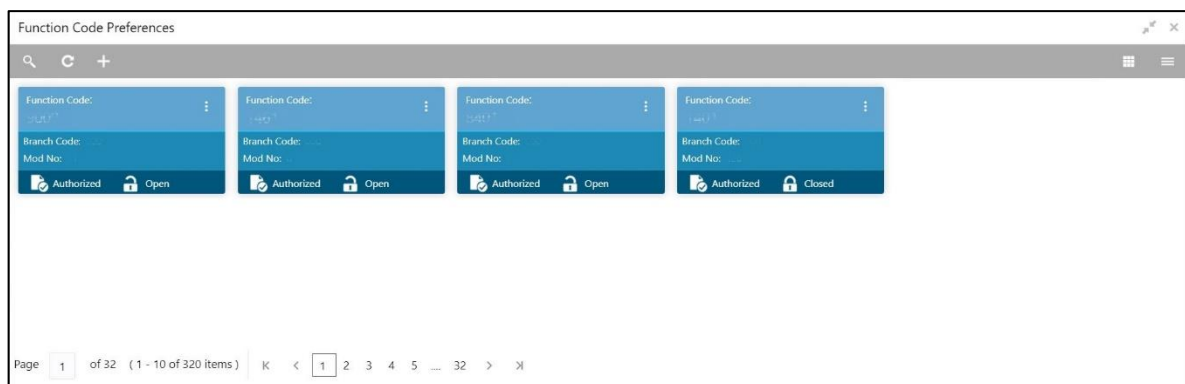 Function Code Preferences
Function Code:
Branch Code:
Mod No:
Authorized Open
Function Code:
Branch Code:
Mod No:
Authorized Open
Function Code:
Branch Code:
Mod No:
Authorized Open
Function Code:
Branch Code:
Mod No:
Authorized Closed
Page 1 of 32 ( 1 - 10 of 320 items ) 1 2 3 4 5 ... 32